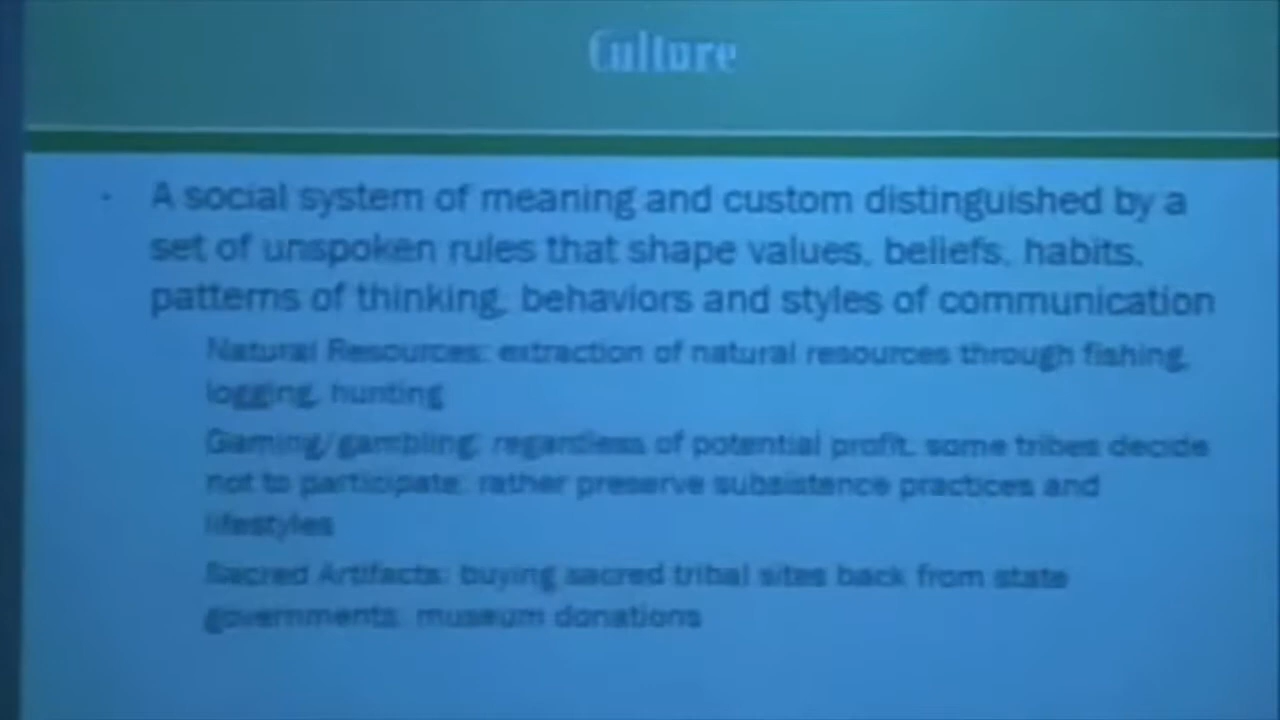 Culture
A social system of meaning and custom distinguished by a
set of unspoken rules that shape values, beliefs, habits,
patterns of thinking, behaviors and styles of communication
Natural Resources: extraction of natural resources through fishing,
logging, hunting
Gaming/gambling: regardless of potential profit, some tribes decide
not to participate; rather preserve subsistence practices and
lifestyles
Sacred Artifacts: buying sacred tribal sites back from state
governments; museum donations